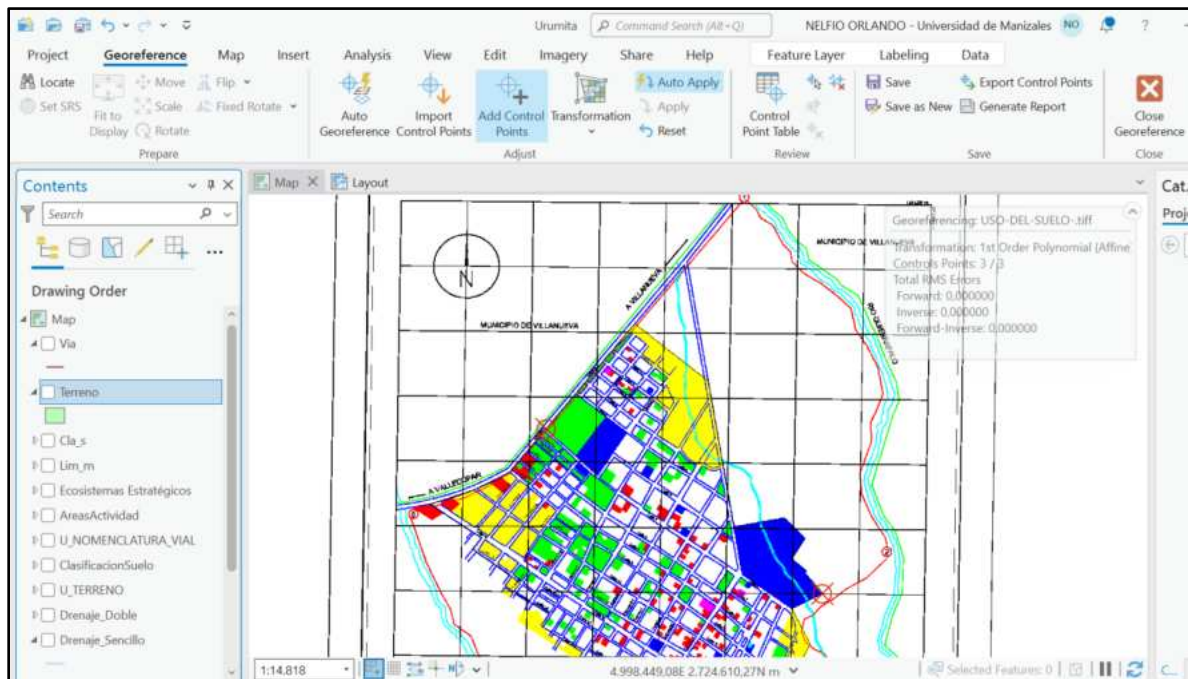 Urumita
Command Search (Alt+Q)
NELFIO ORLANDO - Universidad de Manizales
NO
?
Project Georeference Map Insert Analysis View Edit Imagery Share Help Feature Layer Labeling Data
Locate
Set SRS
Fit to Display
Move
Scale
Rotate
Flip
Fixed Rotate
Prepare
Auto Georeference
Import Control Points
Add Control Points
Transformation
Auto Apply
Apply
Reset
Adjust
Control Point Table
Review
Save
Save as New
Export Control Points
Generate Report
Save
Close Georeference
Close
Contents
Search
Drawing Order
Map
Via
Terreno
Cla_s
Lim_m
Ecosistemas Estratégicos
AreasActividad
U_NOMENCLATURA_VIAL
ClasificacionSuelo
U_TERRENO
Drenaje_Doble
Drenaje_Sencillo
Map
Layout
N
MUNICIPIO DE VILLANUEVA
A VILLANUEVA
A VALLEDUPAR
Georeferencing: USO-DEL-SUELO-.tiff
Transformation: 1st Order Polynomial (Affine
Controls Points: 3 / 3
Total RMS Errors
Forward: 0,000000
Inverse: 0,000000
Forward-Inverse: 0,000000
1:14.818
4.998.449,08E 2.724.610,27N m
Selected Features: 0
Cat.
Proj
C...